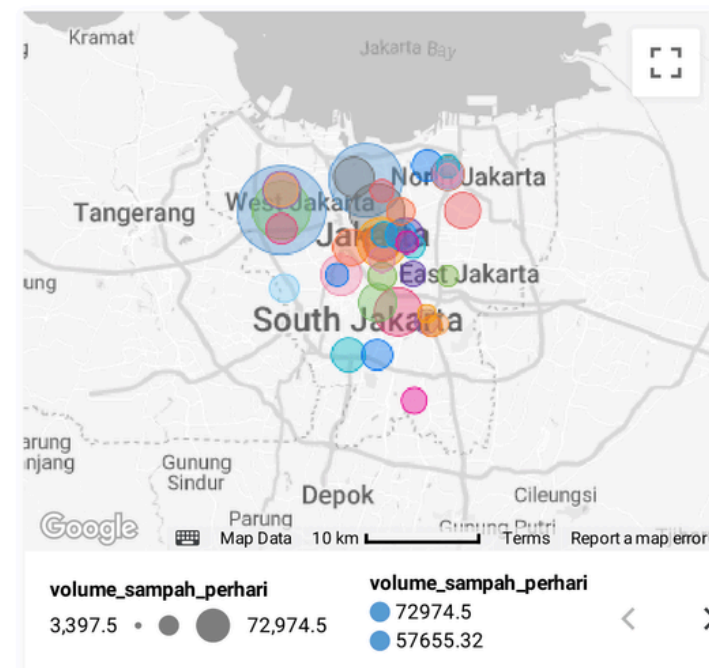 Kramat
Jakarta Bay
North Jakarta
West Jakarta
Tangerang
Jakarta
ung
East Jakarta
South Jakarta
arung
njang
Gunung
Sindur
Depok
Cileungsi
Parung
Gunung Putri
Google
Map Data
10 km
Terms
Report a map error
volume_sampah_perhari
3,397.5
72,974.5
volume_sampah_perhari
72974.5
57655.32